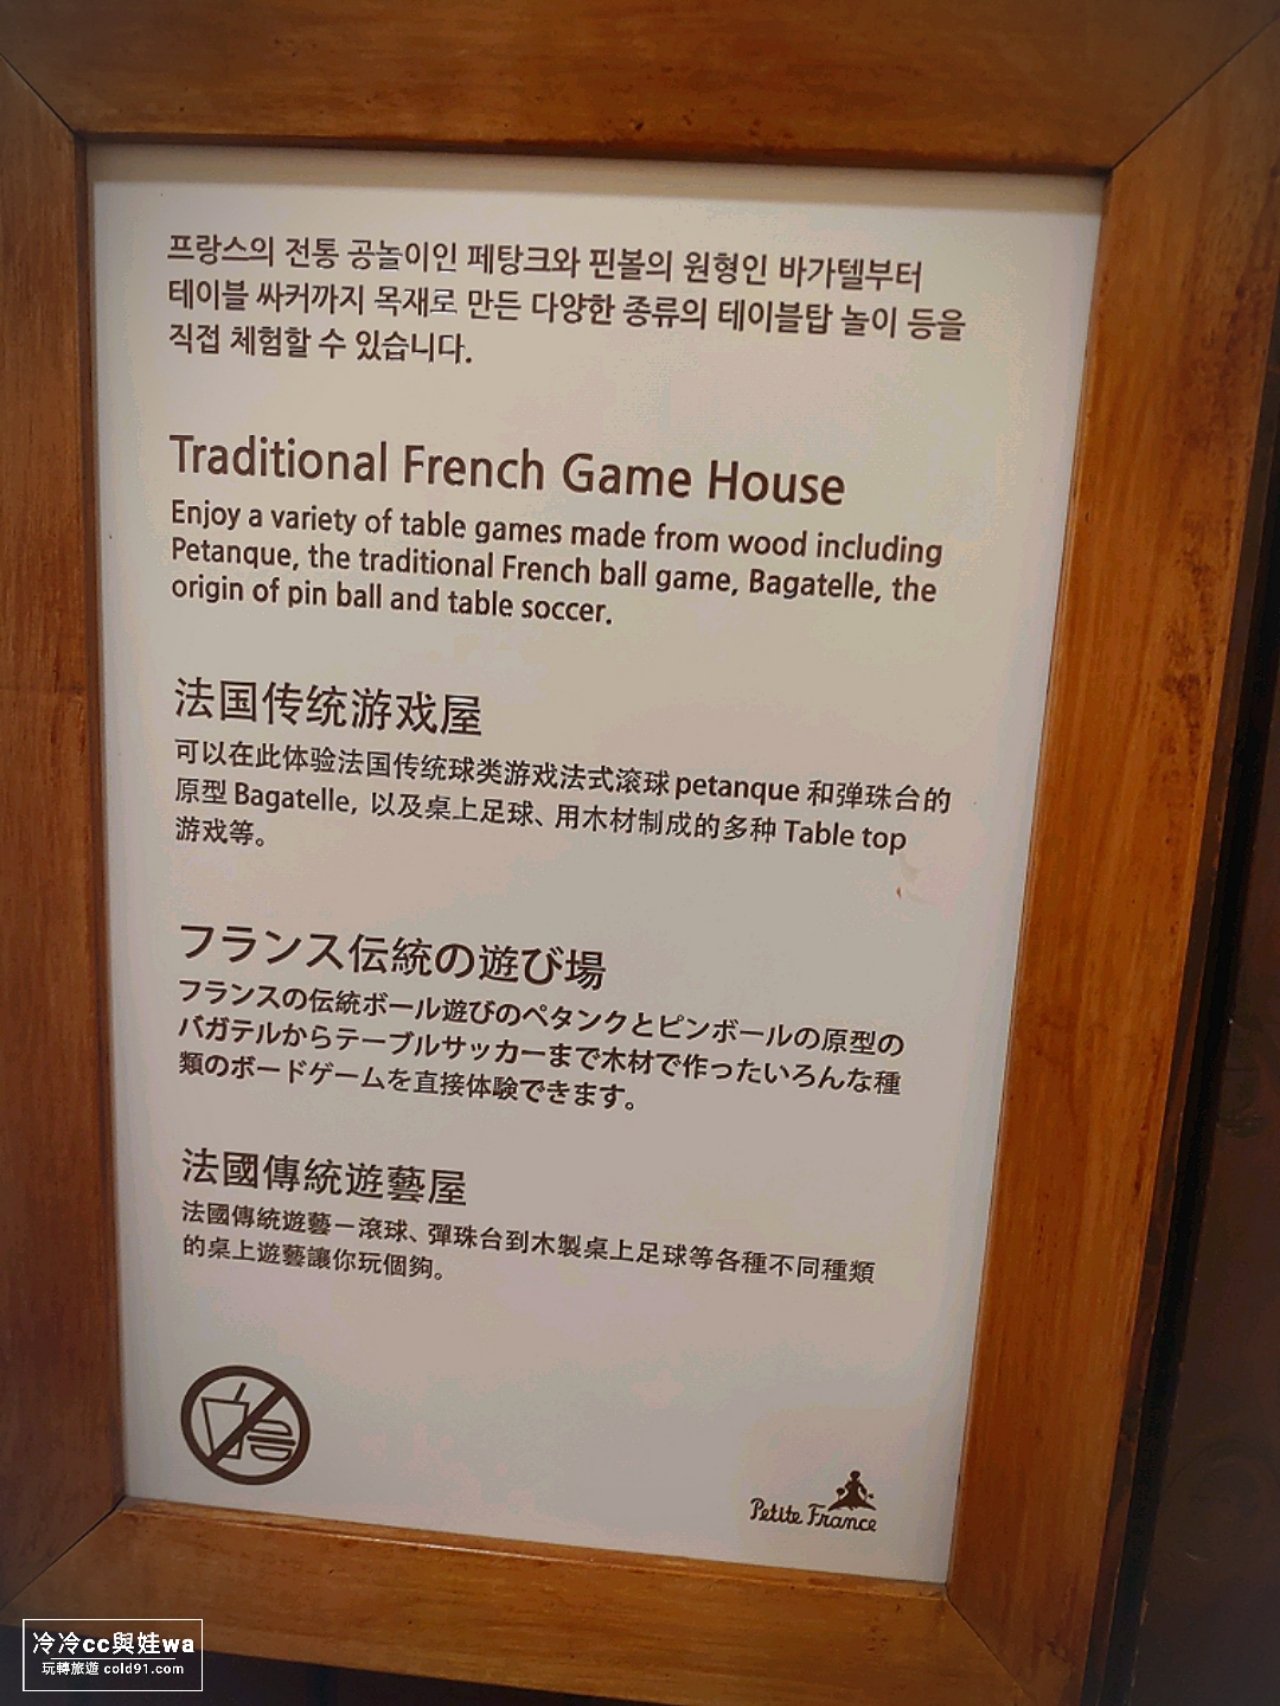 프랑스의 전통 공놀이인 페탕크와 핀볼의 원형인 바가텔부터
테이블 싸커까지 목재로 만든 다양한 종류의 테이블탑 놀이 등을
직접 체험할 수 있습니다.
Traditional French Game House
Enjoy a variety of table games made from wood including
Petanque, the traditional French ball game, Bagatelle, the
origin of pin ball and table soccer.
法国传统游戏屋
可以在此体验法国传统球类游戏法式滚球 petanque 和弹珠台的
原型 Bagatelle, 以及桌上足球、用木材制成的多种 Table top
游戏等。
フランス伝統の遊び場
フランスの伝統ボール遊びのペタンクとピンボールの原型の
バガテルからテーブルサッカーまで木材で作ったいろんな種
類のボードゲームを直接体験できます。
法國傳統遊藝屋
法國傳統遊藝－滾球、彈珠台到木製桌上足球等各種不同種類
的桌上遊藝讓你玩個夠。
Petite France
冷冷cc與娃wa
玩轉旅遊 cold91.com